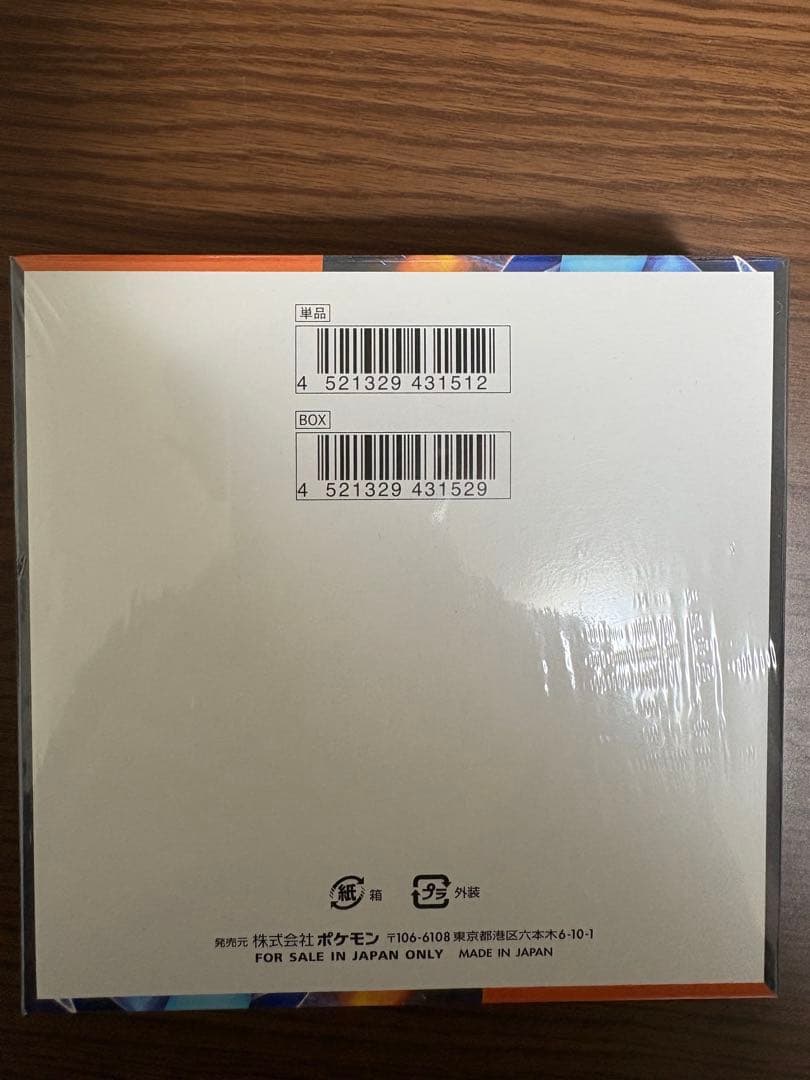 単品
4 521329 431512
BOX
4 521329 431529
紙 箱 プラ 外装
発売元 株式会社ポケモン 〒106-6108 東京都港区六本木6-10-1
FOR SALE IN JAPAN ONLY MADE IN JAPAN